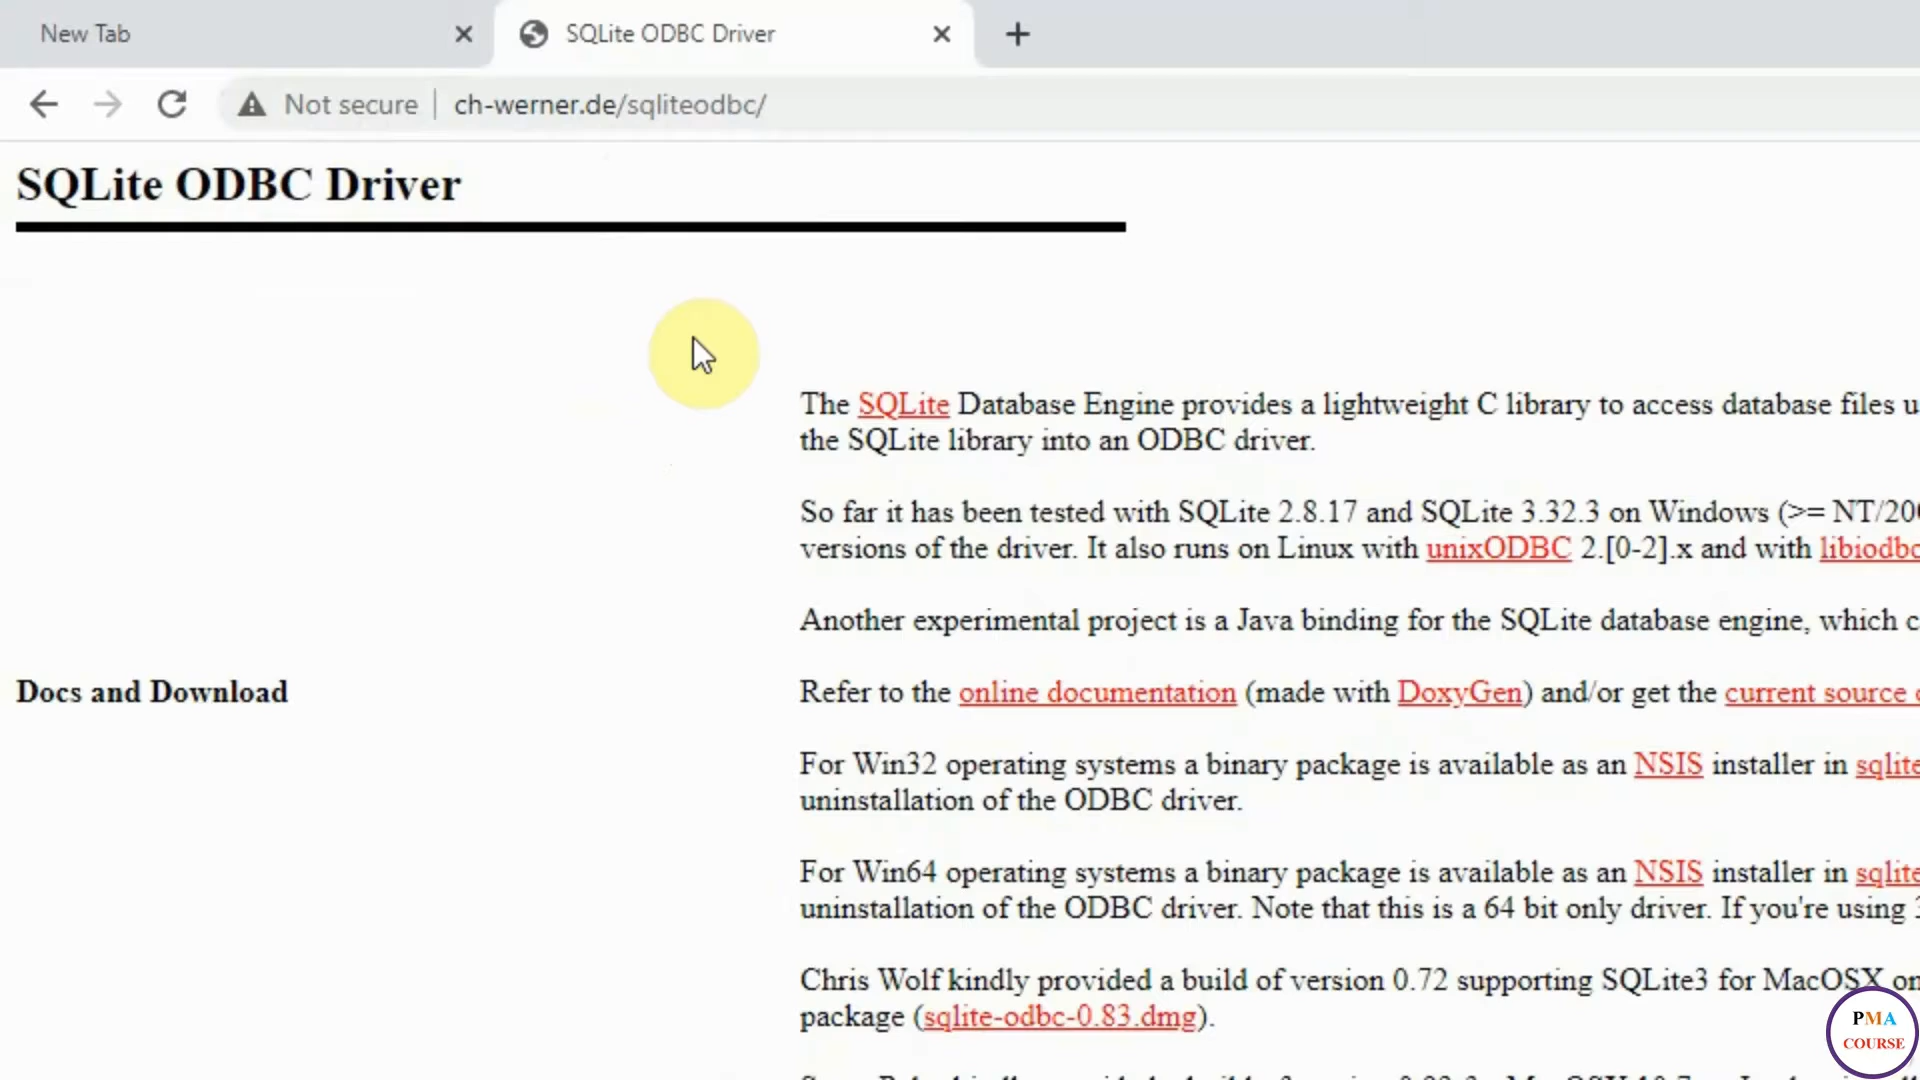 New Tab
SQLite ODBC Driver
Not secure | ch-werner.de/sqliteodbc/
SQLite ODBC Driver
The SQLite Database Engine provides a lightweight C library to access database files u
the SQLite library into an ODBC driver.
So far it has been tested with SQLite 2.8.17 and SQLite 3.32.3 on Windows (>= NT/200
versions of the driver. It also runs on Linux with unixODBC 2.[0-2].x and with libiodbc
Another experimental project is a Java binding for the SQLite database engine, which c
Docs and Download
Refer to the online documentation (made with DoxyGen) and/or get the current source
For Win32 operating systems a binary package is available as an NSIS installer in sqlite
uninstallation of the ODBC driver.
For Win64 operating systems a binary package is available as an NSIS installer in sqlite
uninstallation of the ODBC driver. Note that this is a 64 bit only driver. If you're using 3
Chris Wolf kindly provided a build of version 0.72 supporting SQLite3 for MacOSX on
package (sqlite-odbc-0.83.dmg).
PMA
COURSE